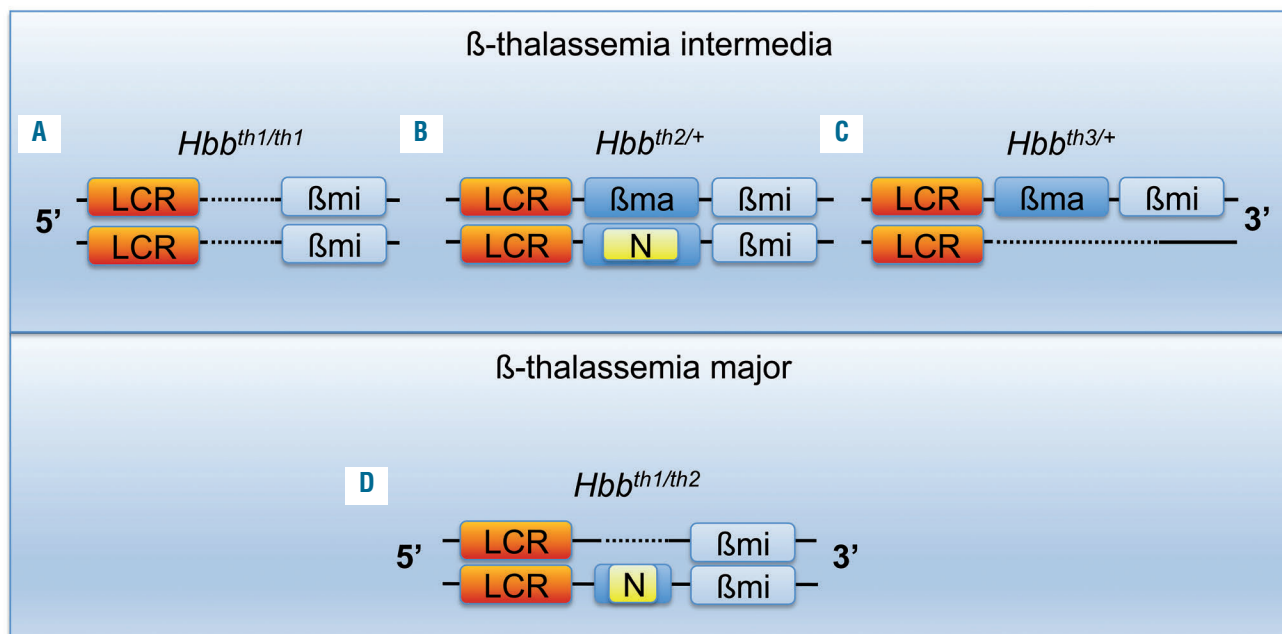 ß-thalassemia intermedia
A B C
Hbbth1/th1 Hbbth2/+ Hbbth3/+
LCR ßmi LCR ßma ßmi LCR ßma ßmi
5’ 3’
LCR ßmi LCR N ßmi LCR
ß-thalassemia major
D Hbbth1/th2
LCR ßmi
5’ 3’
LCR N ßmi